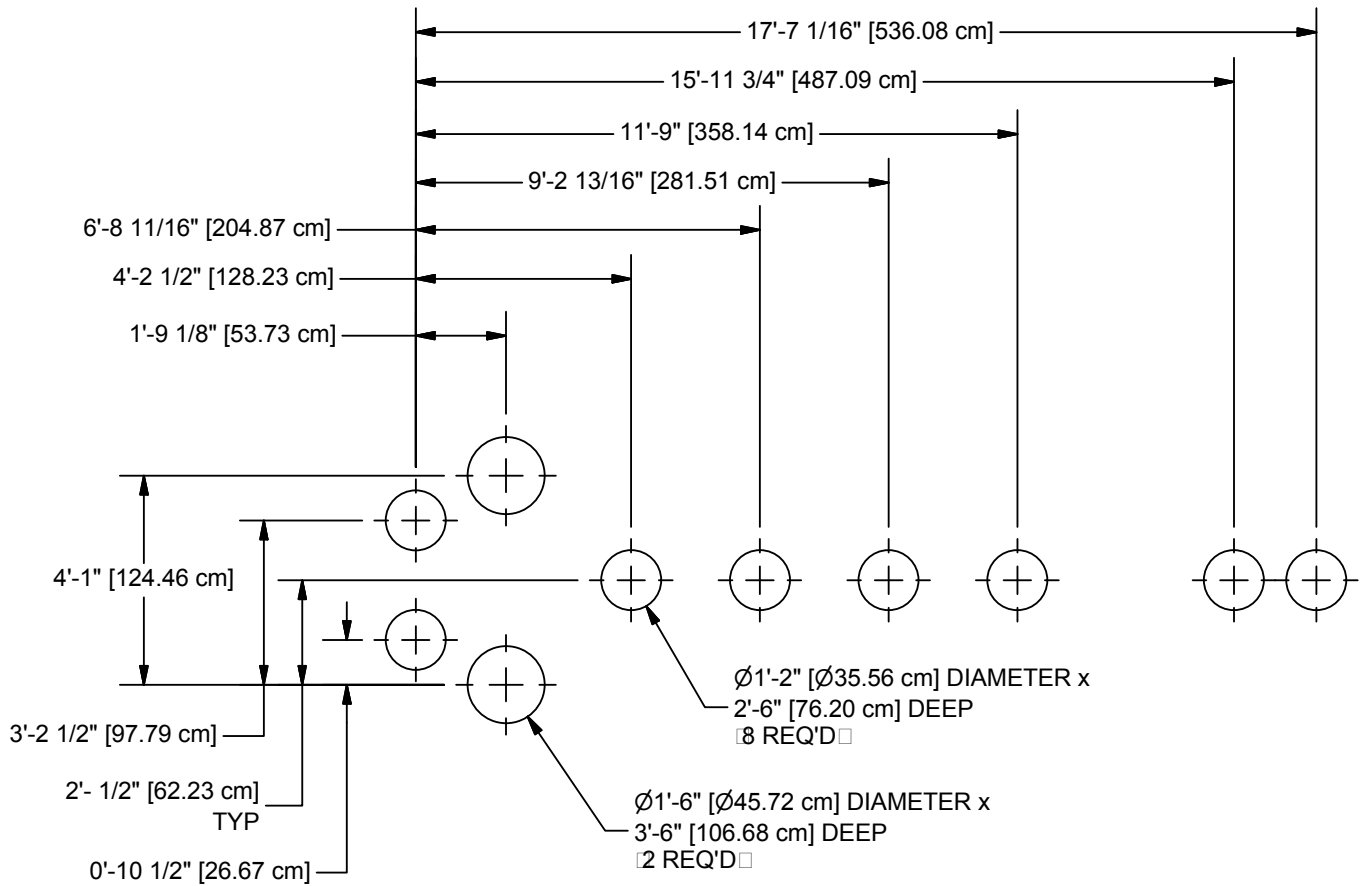 17'-7 1/16" [536.08 cm]
15'-11 3/4" [487.09 cm]
11'-9" [358.14 cm]
9'-2 13/16" [281.51 cm]
6'-8 11/16" [204.87 cm]
4'-2 1/2" [128.23 cm]
1'-9 1/8" [53.73 cm]
4'-1" [124.46 cm]
3'-2 1/2" [97.79 cm]
2'- 1/2" [62.23 cm]
TYP
0'-10 1/2" [26.67 cm]
Ø1'-2" [Ø35.56 cm] DIAMETER x
2'-6" [76.20 cm] DEEP
□8 REQ'D□
Ø1'-6" [Ø45.72 cm] DIAMETER x
3'-6" [106.68 cm] DEEP
□2 REQ'D□